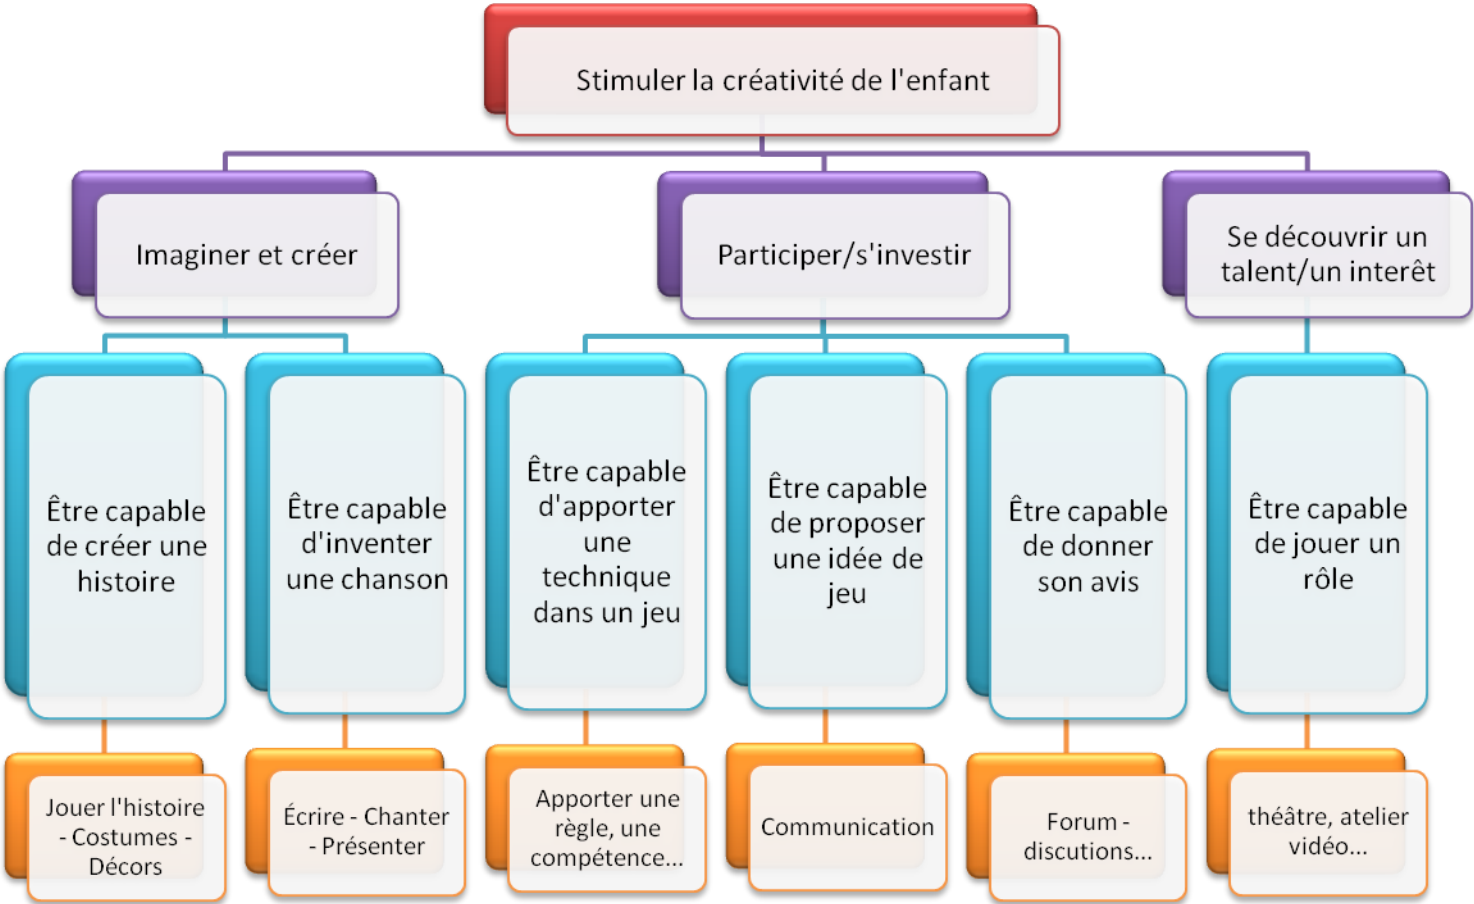 Stimuler la créativité de l'enfant
Imaginer et créer
Participer/s'investir
Se découvrir un
talent/un interêt
Être capable
de créer une
histoire
Être capable
d'inventer
une chanson
Être capable
d'apporter
une
technique
dans un jeu
Être capable
de proposer
une idée de
jeu
Être capable
de donner
son avis
Être capable
de jouer un
rôle
Jouer l'histoire
- Costumes -
Décors
Écrire - Chanter
- Présenter
Apporter une
règle, une
compétence...
Communication
Forum -
discutions...
théâtre, atelier
vidéo...